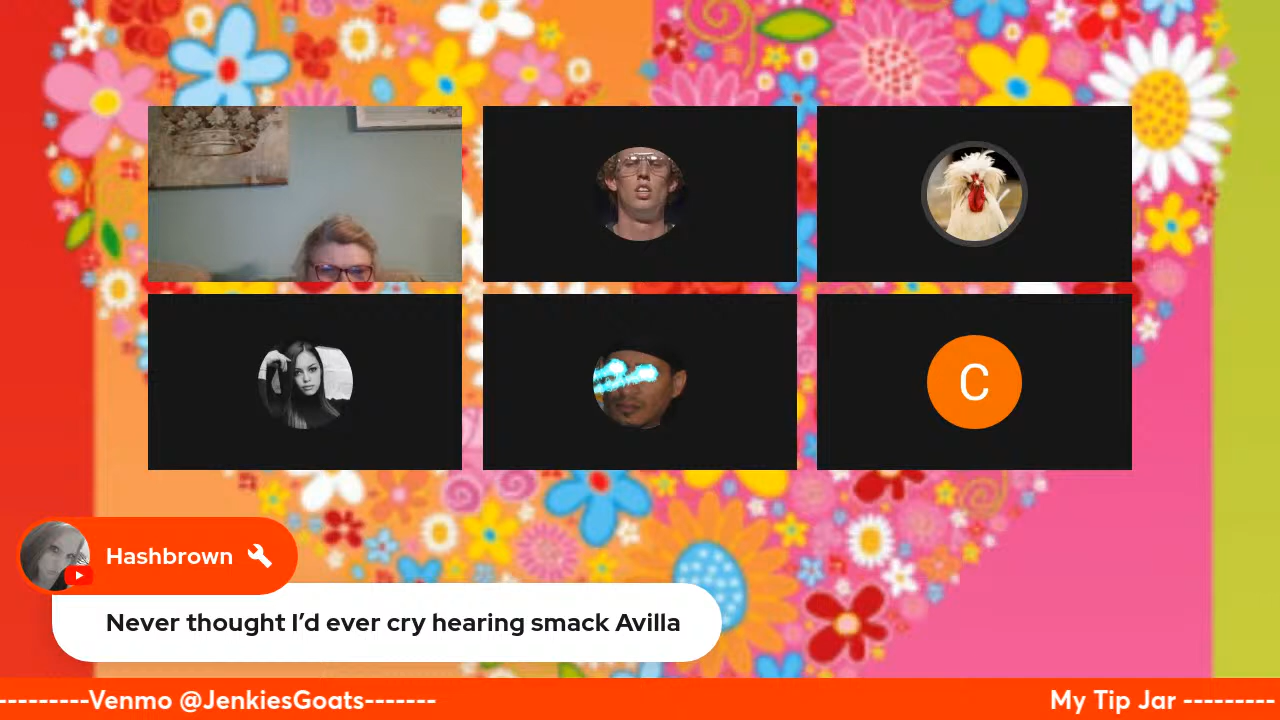 C
Hashbrown
Never thought I’d ever cry hearing smack Avilla
---------Venmo @JenkiesGoats-------
My Tip Jar ---------